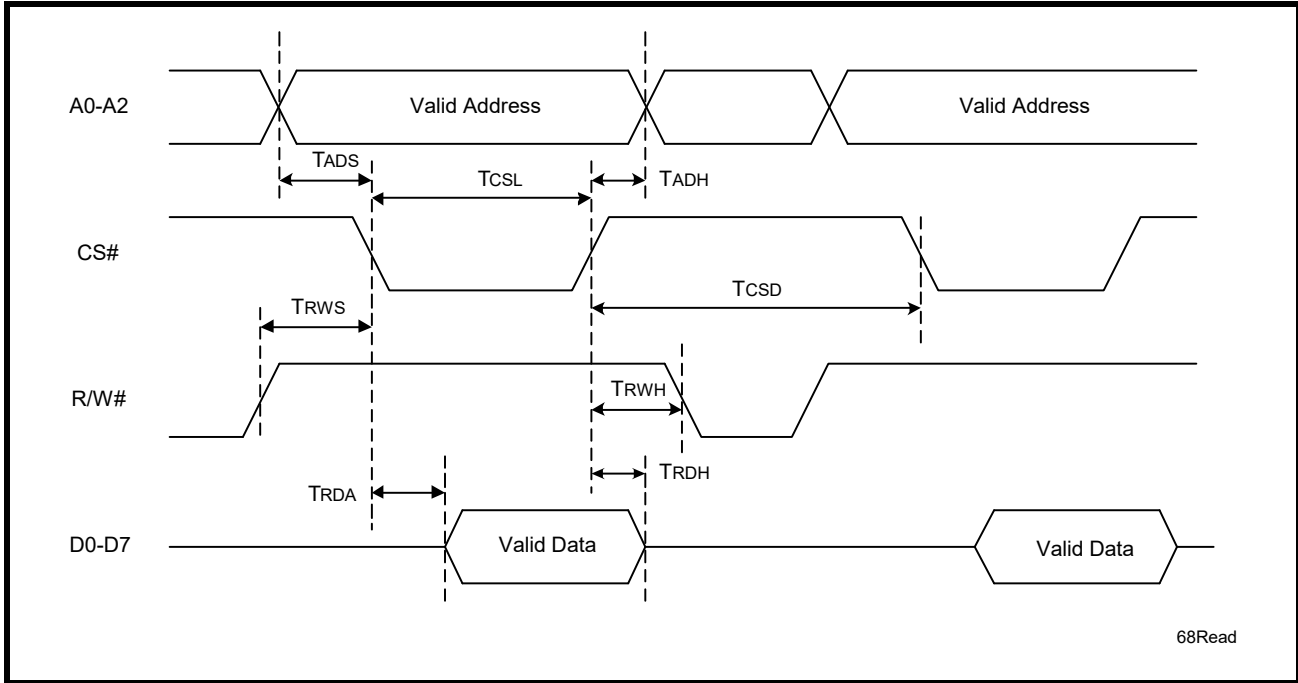 A0-A2
Valid Address
Valid Address
TADS
TCSL
TADH
CS#
TCSD
TRWS
R/W#
TRWH
TRDH
TRDA
D0-D7
Valid Data
Valid Data
68Read